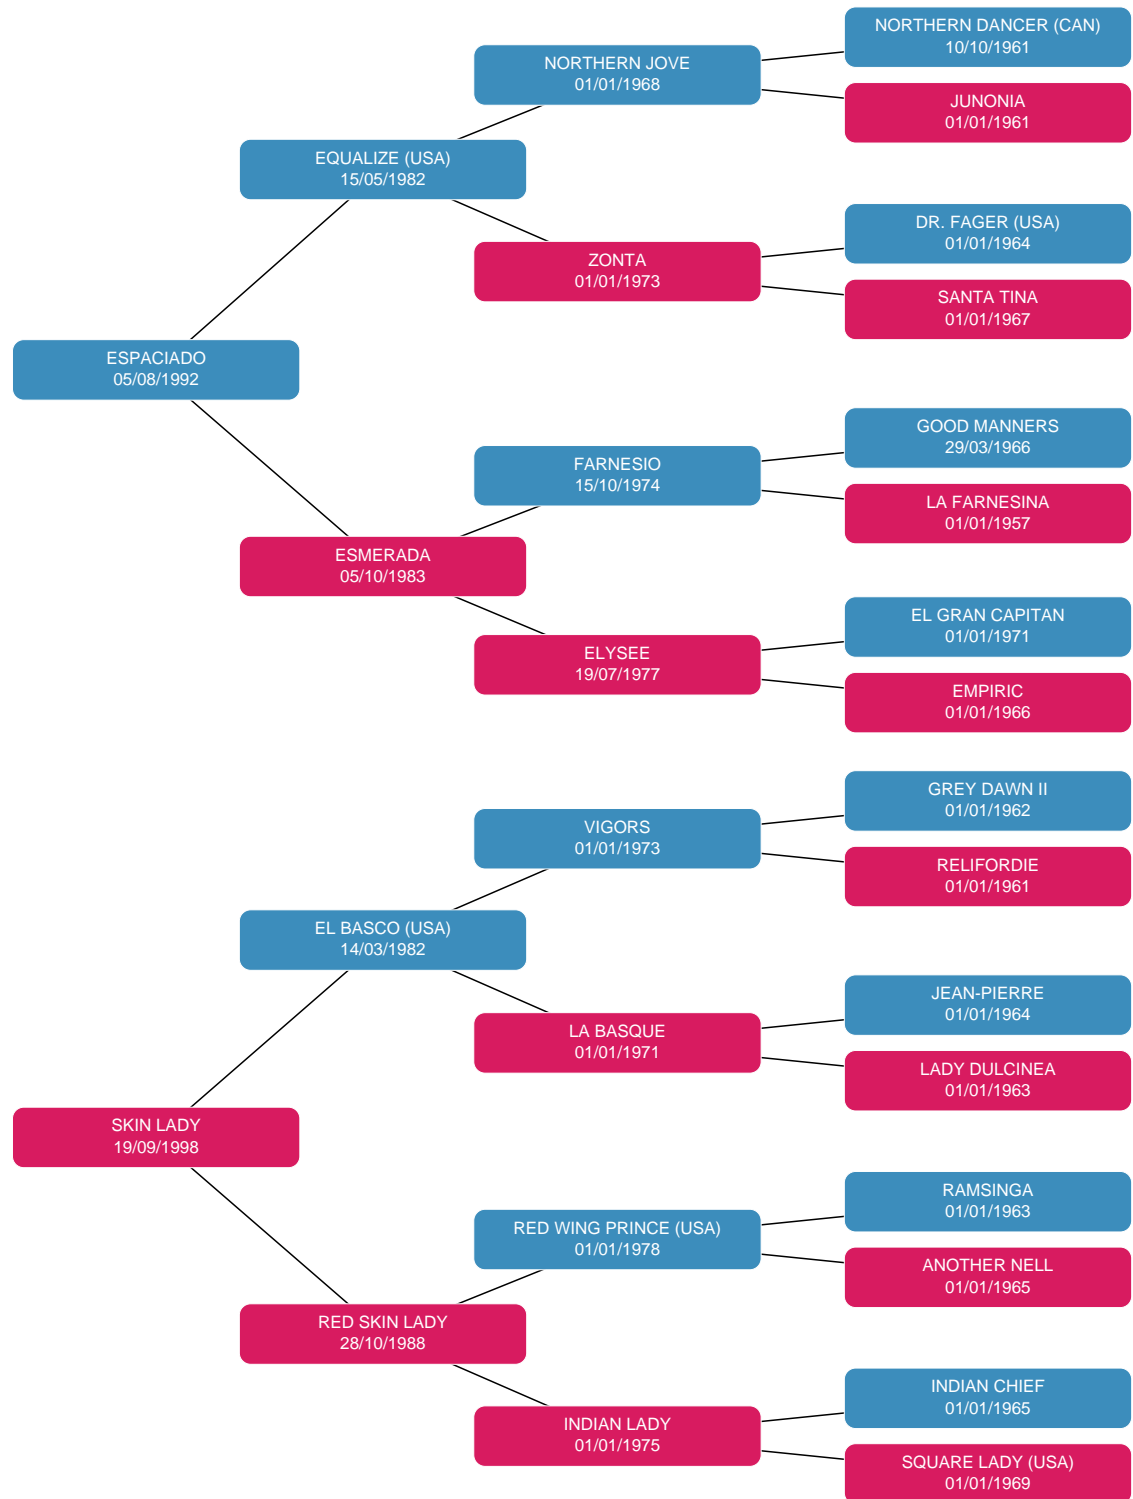 NORTHERN DANCER (CAN)
10/10/1961
NORTHERN JOVE
01/01/1968
JUNONIA
01/01/1961
EQUALIZE (USA)
15/05/1982
DR. FAGER (USA)
01/01/1964
ZONTA
01/01/1973
SANTA TINA
01/01/1967
ESPACIADO
05/08/1992
GOOD MANNERS
29/03/1966
FARNESIO
15/10/1974
LA FARNESINA
01/01/1957
ESMERADA
05/10/1983
EL GRAN CAPITAN
01/01/1971
ELYSEE
19/07/1977
EMPIRIC
01/01/1966
GREY DAWN II
01/01/1962
VIGORS
01/01/1973
RELIFORDIE
01/01/1961
EL BASCO (USA)
14/03/1982
JEAN-PIERRE
01/01/1964
LA BASQUE
01/01/1971
LADY DULCINEA
01/01/1963
SKIN LADY
19/09/1998
RAMSINGA
01/01/1963
RED WING PRINCE (USA)
01/01/1978
ANOTHER NELL
01/01/1965
RED SKIN LADY
28/10/1988
INDIAN CHIEF
01/01/1965
INDIAN LADY
01/01/1975
SQUARE LADY (USA)
01/01/1969